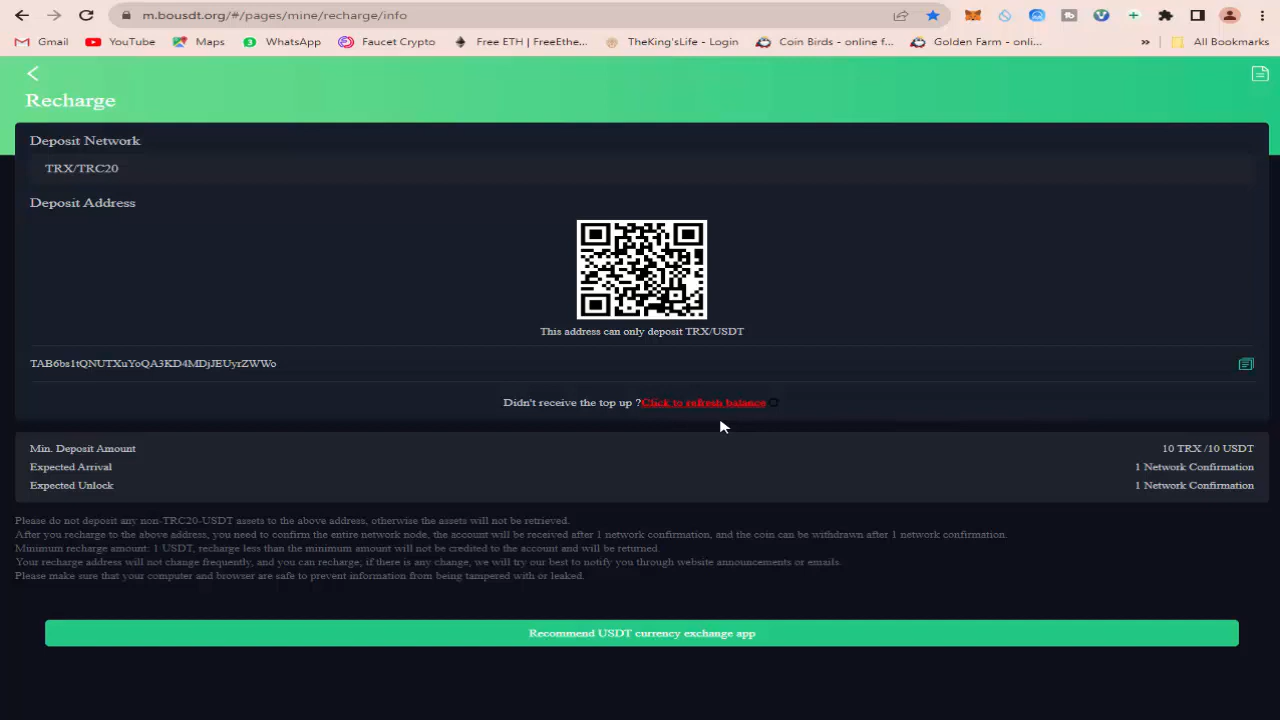 m.bousdt.org/#/pages/mine/recharge/info
Gmail
YouTube
Maps
WhatsApp
Faucet Crypto
Free ETH | FreeEthe...
TheKing'sLife - Login
Coin Birds - online f...
Golden Farm - onli...
»
All Bookmarks
Recharge
Deposit Network
TRX/TRC20
Deposit Address
This address can only deposit TRX/USDT
TAB6bs1tQNUTXuYoQA3KD4MDjJEUyrZWWo
Didn't receive the top up ?Click to refresh balance
Min. Deposit Amount 10 TRX /10 USDT
Expected Arrival 1 Network Confirmation
Expected Unlock 1 Network Confirmation
Please do not deposit any non-TRC20-USDT assets to the above address, otherwise the assets will not be retrieved.
After you recharge to the above address, you need to confirm the entire network node, the account will be received after 1 network confirmation, and the coin can be withdrawn after 1 network confirmation.
Minimum recharge amount: 1 USDT, recharge less than the minimum amount will not be credited to the account and will be returned.
Your recharge address will not change frequently, and you can recharge; if there is any change, we will try our best to notify you through website announcements or emails.
Please make sure that your computer and browser are safe to prevent information from being tampered with or leaked.
Recommend USDT currency exchange app